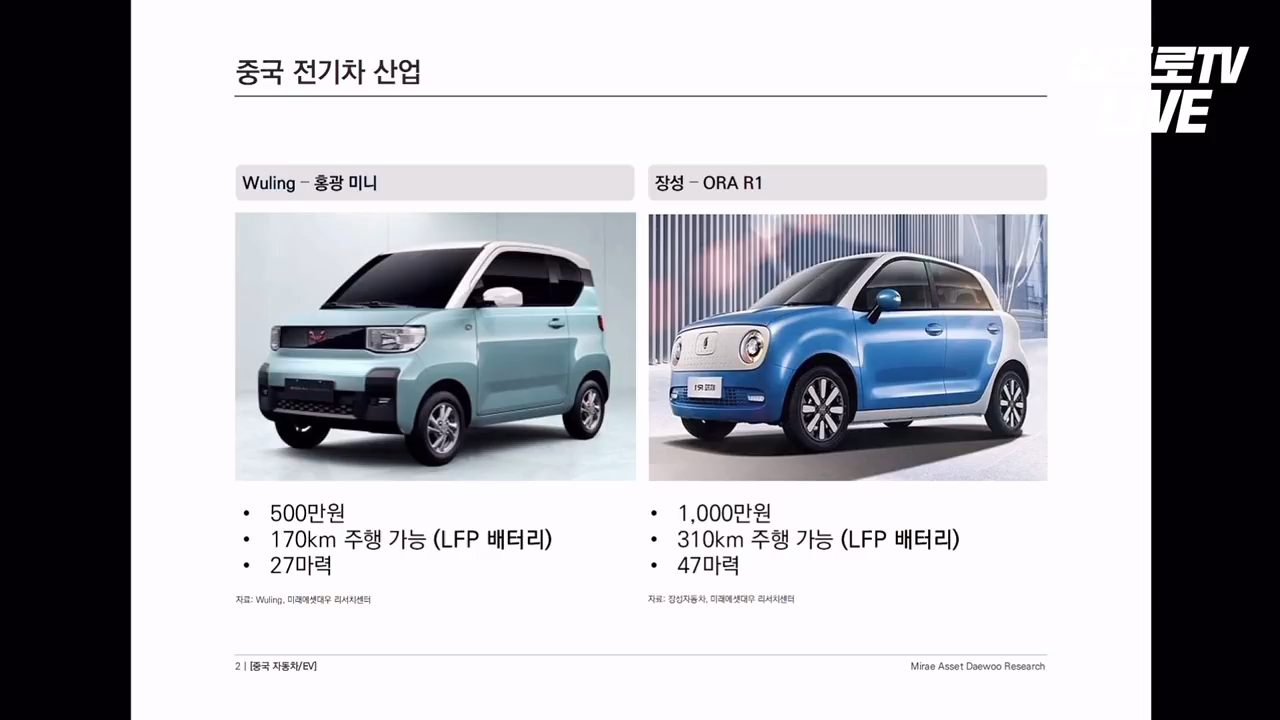 중국 전기차 산업
로TV
LIVE
Wuling – 홍광 미니
장성 – ORA R1
• 500만원
• 170km 주행 가능 (LFP 배터리)
• 27마력
자료: Wuling, 미래에셋대우 리서치센터
• 1,000만원
• 310km 주행 가능 (LFP 배터리)
• 47마력
자료: 장성자동차, 미래에셋대우 리서치센터
2 | [중국 자동차/EV]
Mirae Asset Daewoo Research